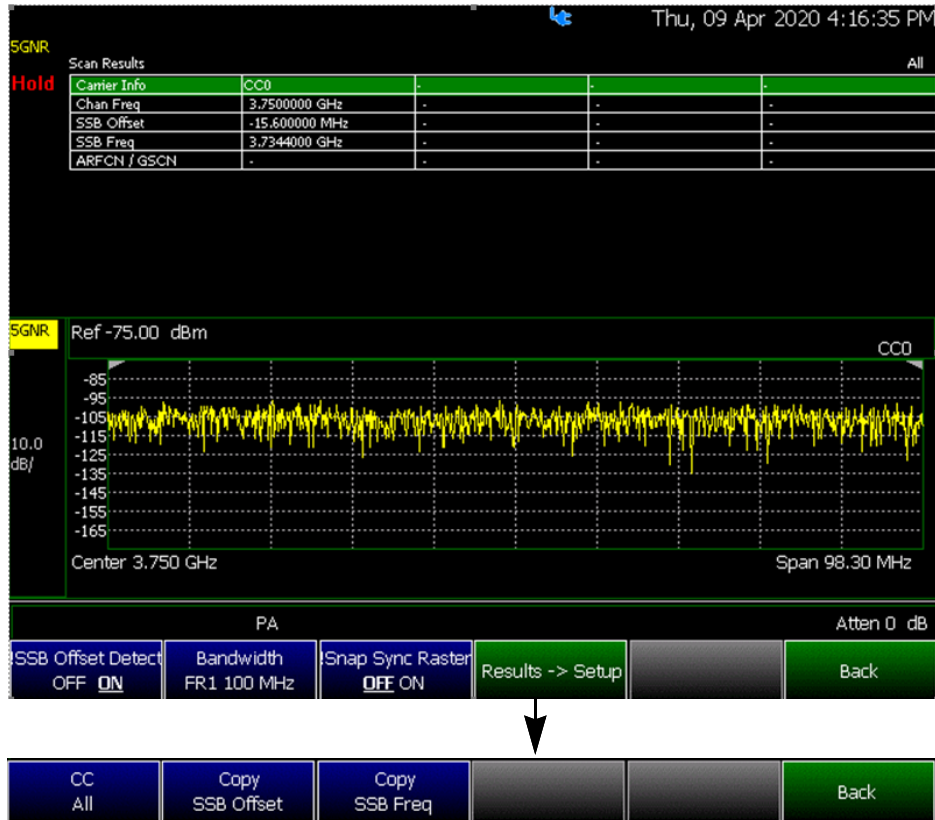 Thu, 09 Apr 2020 4:16:35 PM
5GNR
Scan Results All
Hold
Carrier Info CC0 - - -
Chan Freq 3.7500000 GHz - - -
SSB Offset -15.600000 MHz - - -
SSB Freq 3.7344000 GHz - - -
ARFCN / GSCN - - - -
5GNR
Ref -75.00 dBm
CC0
-85
-95
-105
-115
10.0
dB/
-125
-135
-145
-155
-165
Center 3.750 GHz Span 98.30 MHz
PA Atten 0 dB
!SSB Offset Detect Bandwidth !Snap Sync Raster Results -> Setup Back
OFF ON FR1 100 MHz OFF ON
CC Copy Copy Back
All SSB Offset SSB Freq